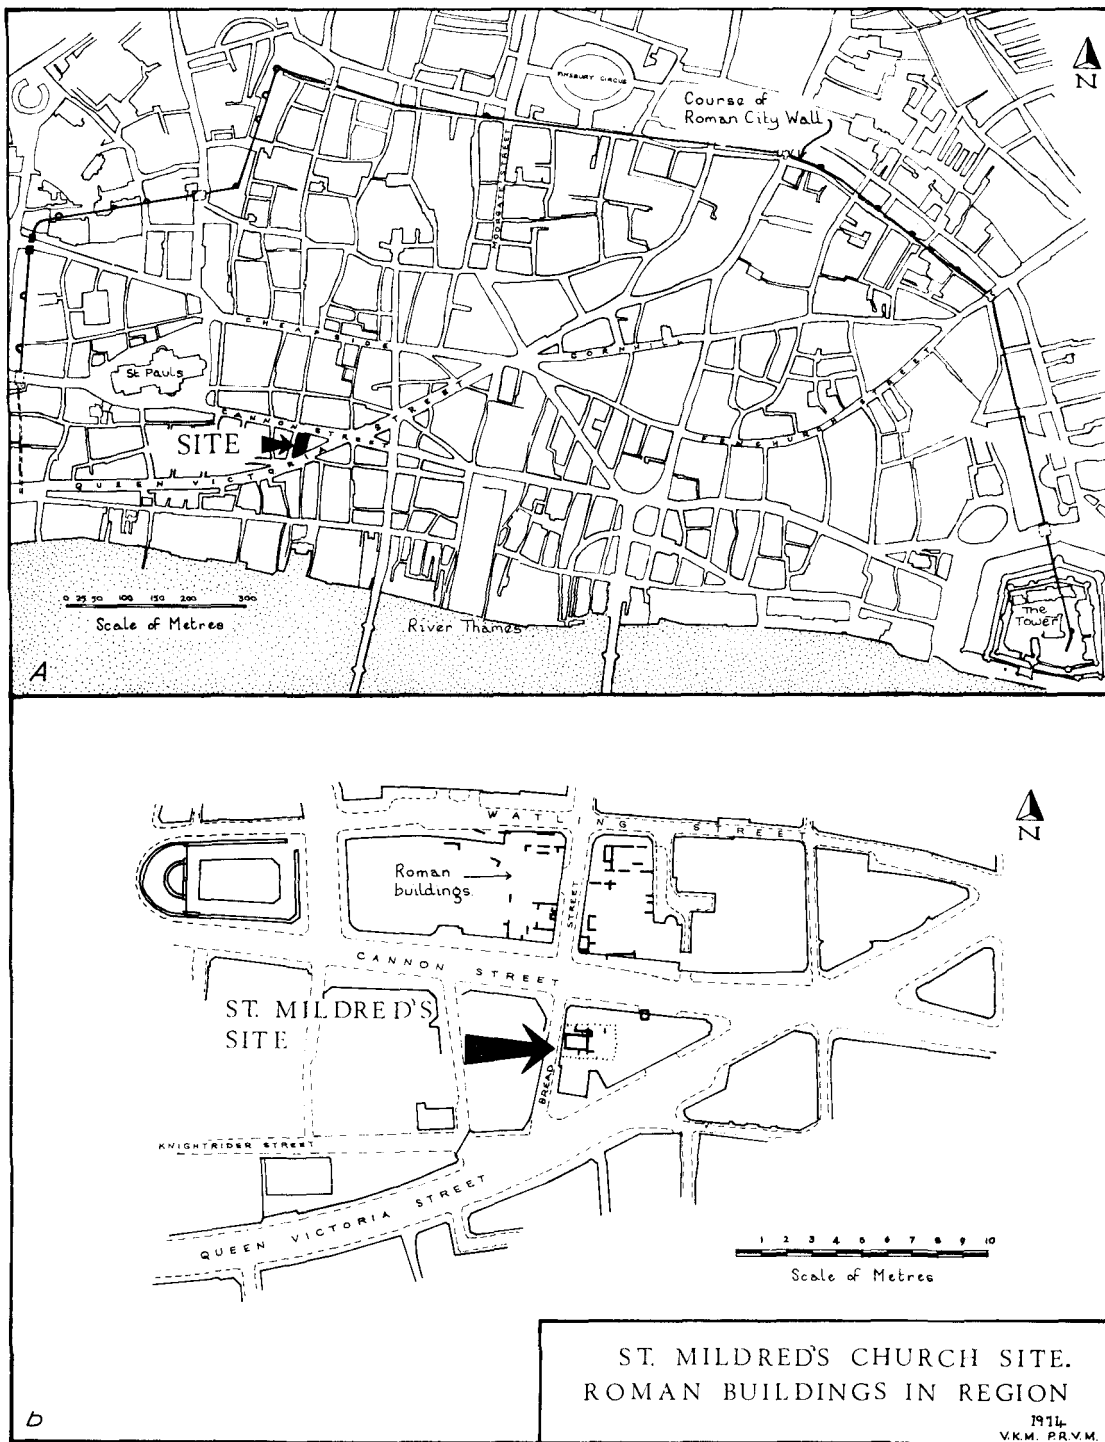 N
FINSBURY CIRCUS
Course of
Roman City Wall
MOORGATE STREET
CHEAPSIDE
CORNHILL
St Pauls
CANNON STREET
SITE
QUEEN VICTORIA STREET
FENCHURCH STREET
0 25 50 100 150 200 300
Scale of Metres
River Thames
The
Tower
A
N
WATLING STREET
Roman
buildings.
STREET
CANNON STREET
ST. MILDRED'S
SITE
BREAD
KNIGHTRIDER STREET
QUEEN VICTORIA STREET
1 2 3 4 5 6 7 8 9 10
Scale of Metres
ST. MILDRED'S CHURCH SITE.
ROMAN BUILDINGS IN REGION
1974
V.K.M. P.R.V.M.
b